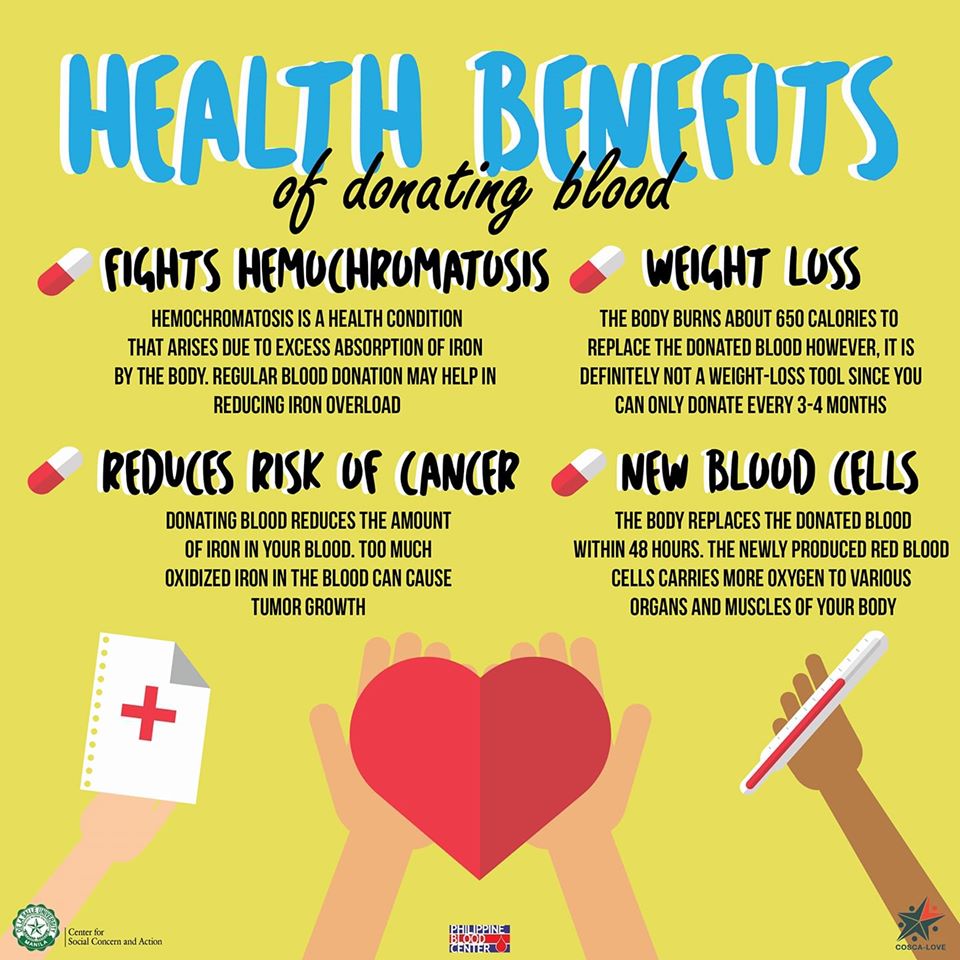 HEALTH BENEFITS
of donating blood
FIGHTS HEMOCHROMATOSIS
HEMOCHROMATOSIS IS A HEALTH CONDITION
THAT ARISES DUE TO EXCESS ABSORPTION OF IRON
BY THE BODY. REGULAR BLOOD DONATION MAY HELP IN
REDUCING IRON OVERLOAD
WEIGHT LOSS
THE BODY BURNS ABOUT 650 CALORIES TO
REPLACE THE DONATED BLOOD HOWEVER, IT IS
DEFINITELY NOT A WEIGHT-LOSS TOOL SINCE YOU
CAN ONLY DONATE EVERY 3-4 MONTHS
REDUCES RISK OF CANCER
DONATING BLOOD REDUCES THE AMOUNT
OF IRON IN YOUR BLOOD. TOO MUCH
OXIDIZED IRON IN THE BLOOD CAN CAUSE
TUMOR GROWTH
NEW BLOOD CELLS
THE BODY REPLACES THE DONATED BLOOD
WITHIN 48 HOURS. THE NEWLY PRODUCED RED BLOOD
CELLS CARRIES MORE OXYGEN TO VARIOUS
ORGANS AND MUSCLES OF YOUR BODY
DE LA SALLE UNIVERSITY
MANILA
Center for
Social Concern and Action
PHILIPPINE
BLOOD
CENTER
COSCA-LOVE